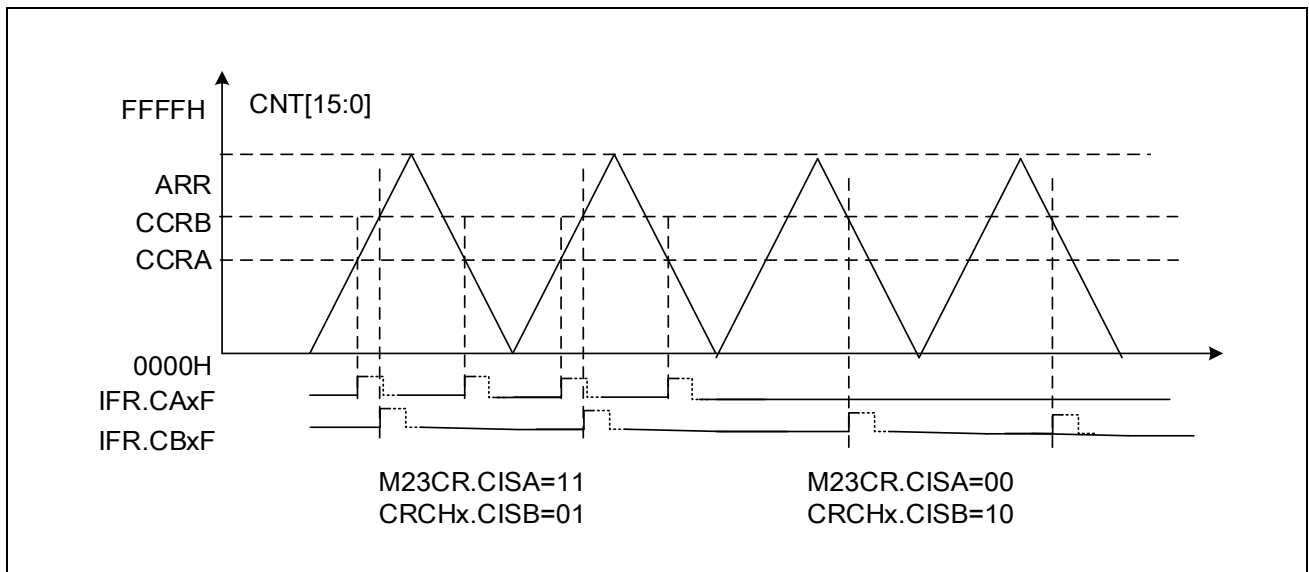 FFFFH
CNT[15:0]
ARR
CCRB
CCRA
0000H
IFR.CAxF
IFR.CBxF
M23CR.CISA=11
CRCHx.CISB=01
M23CR.CISA=00
CRCHx.CISB=10